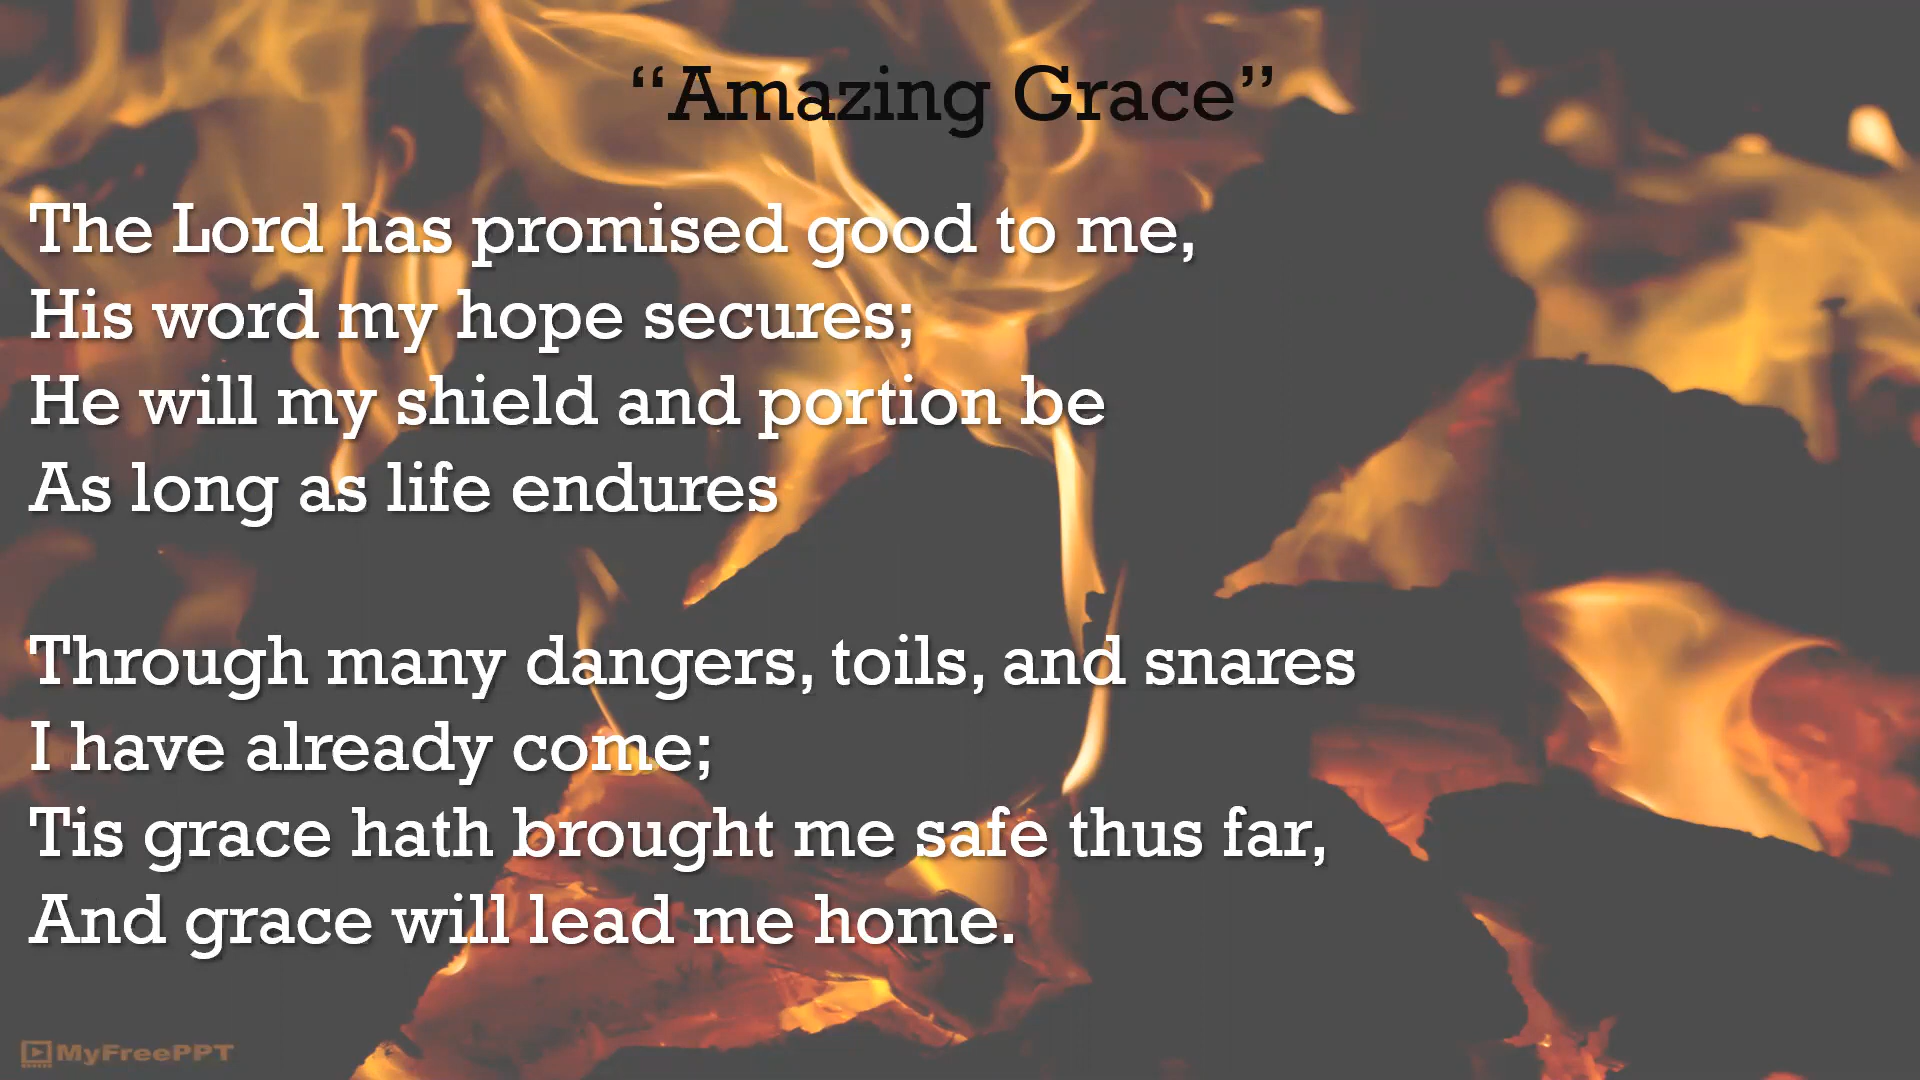 “Amazing Grace”
The Lord has promised good to me,
His word my hope secures;
He will my shield and portion be
As long as life endures
Through many dangers, toils, and snares
I have already come;
Tis grace hath brought me safe thus far,
And grace will lead me home.
MyFreePPT